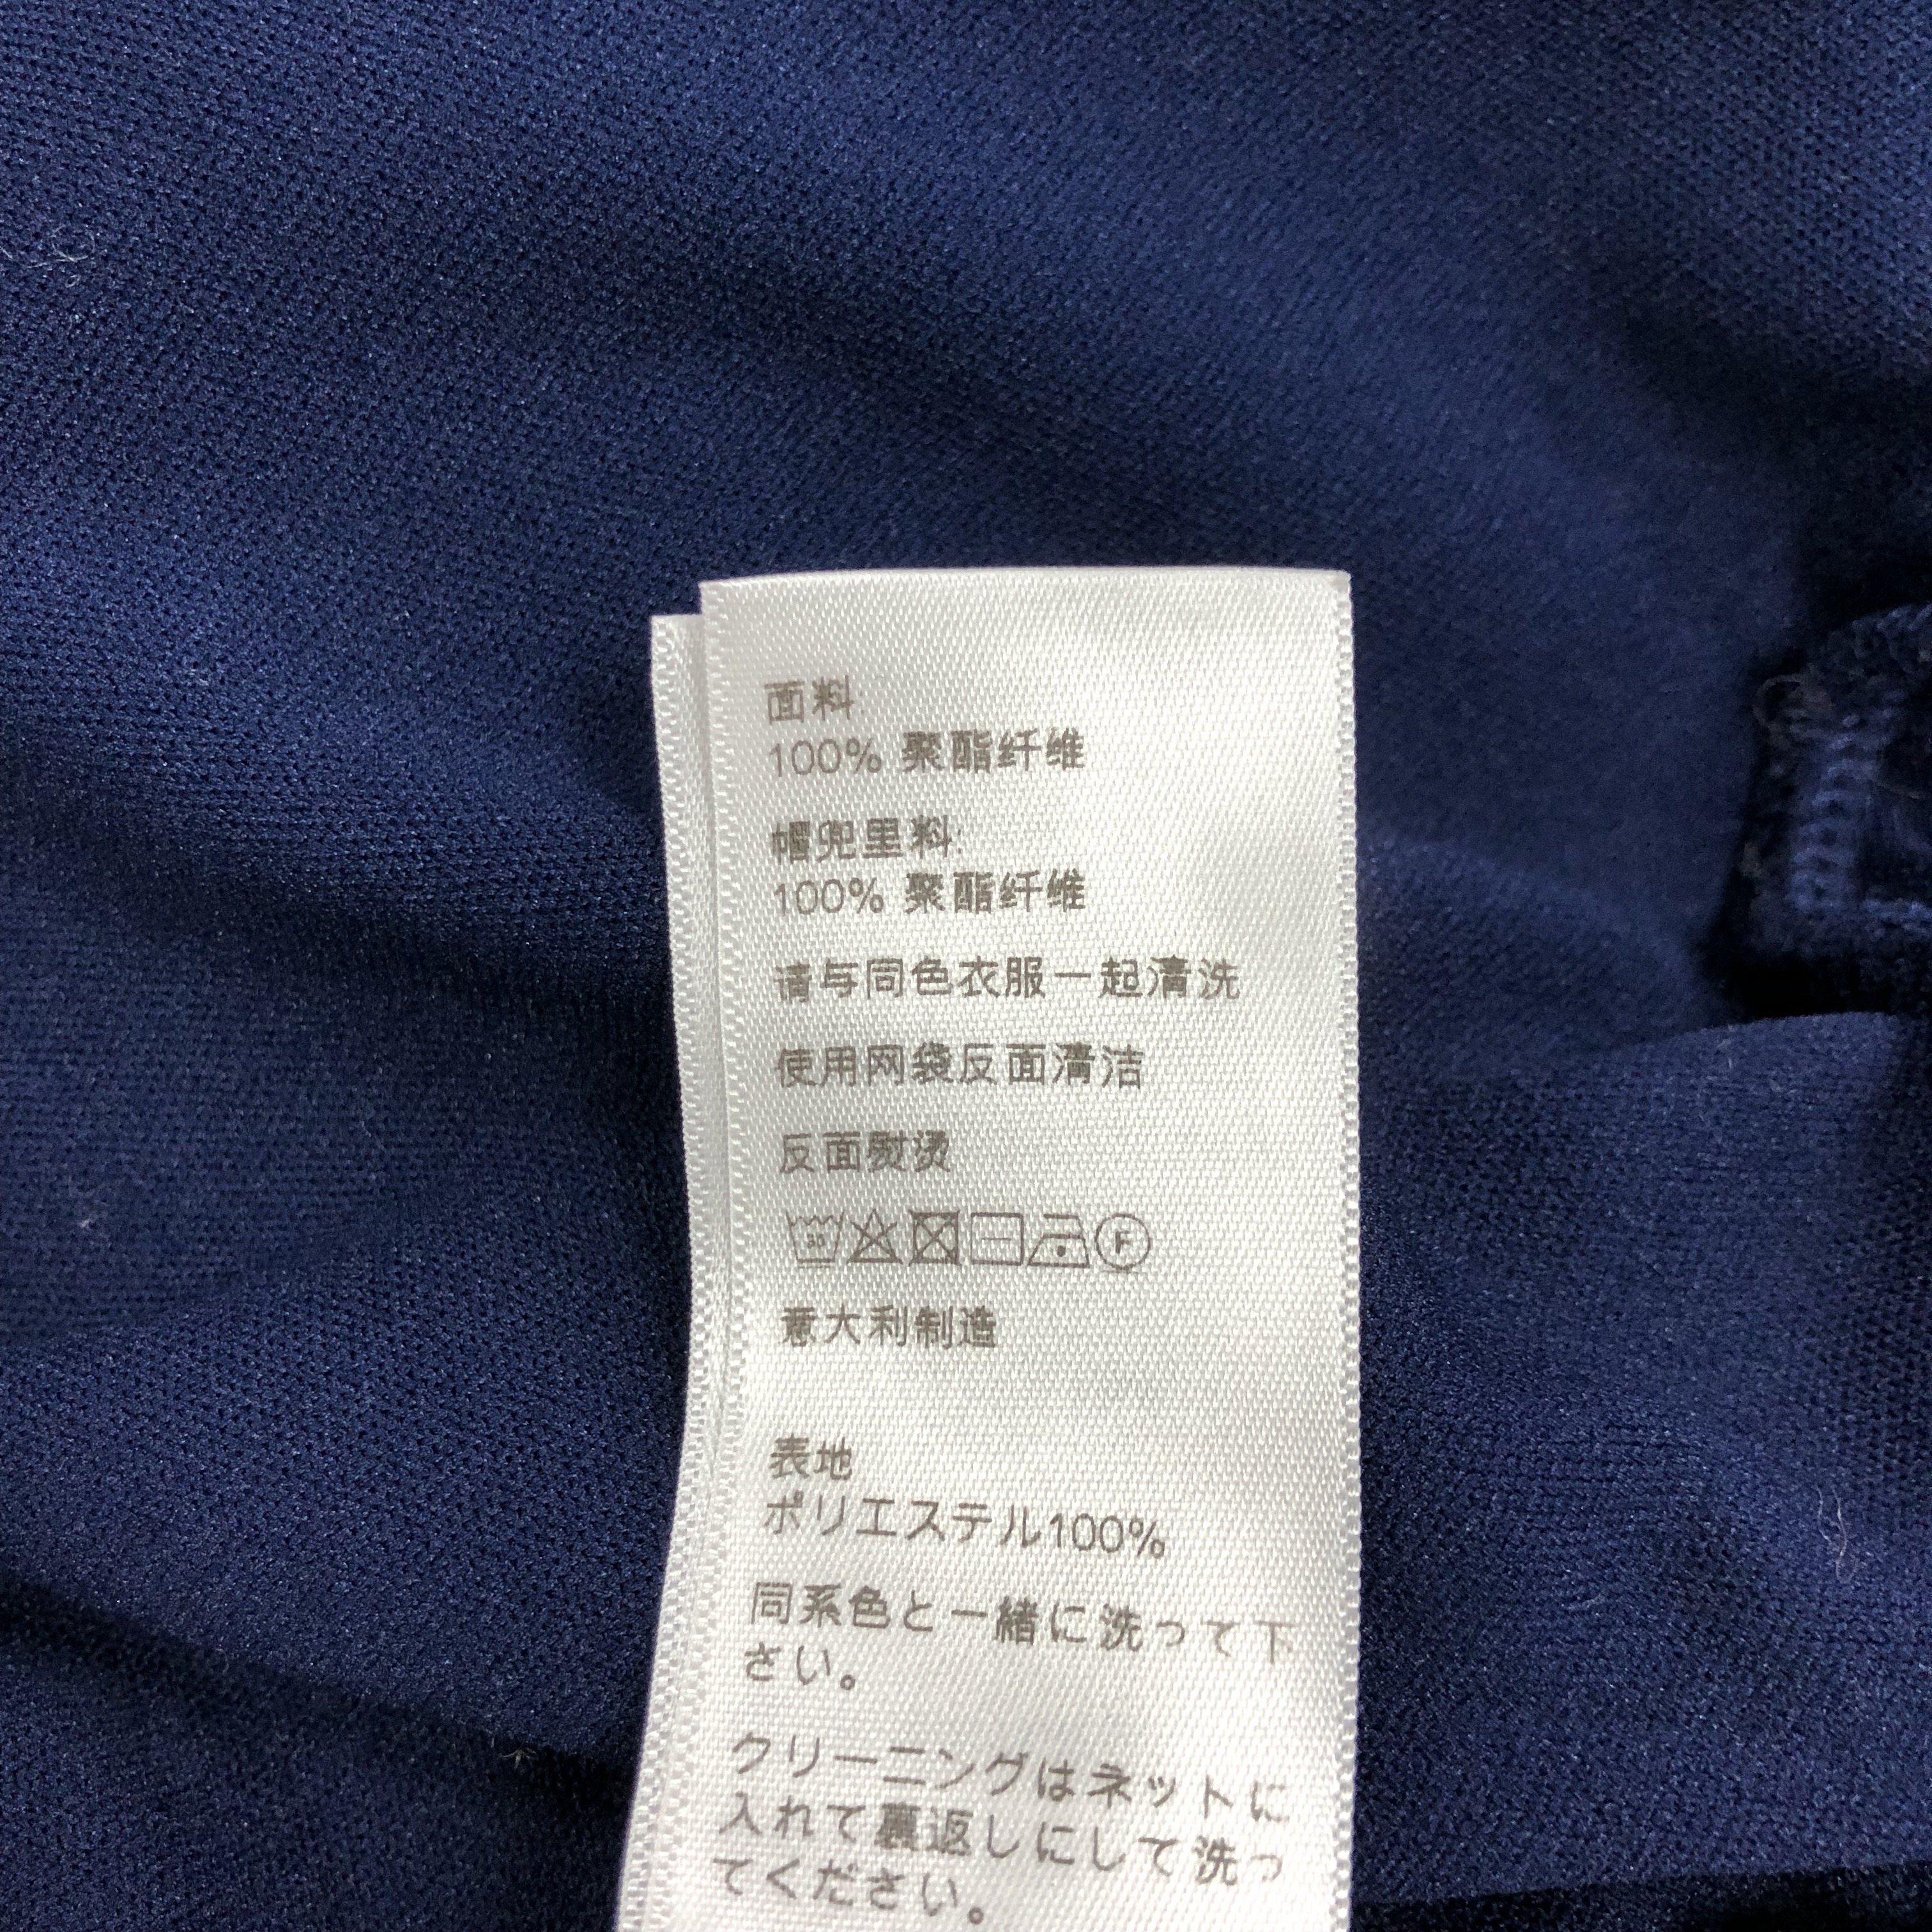 面料
100% 聚酯纤维
帽兜里料:
100% 聚酯纤维
请与同色衣服一起清洗
使用网袋反面清洁
反面熨烫
30 F
意大利制造
表地
ポリエステル100%
同系色と一緒に洗って下
さい。
クリーニングはネットに
入れて裏返しにして洗っ
てください。